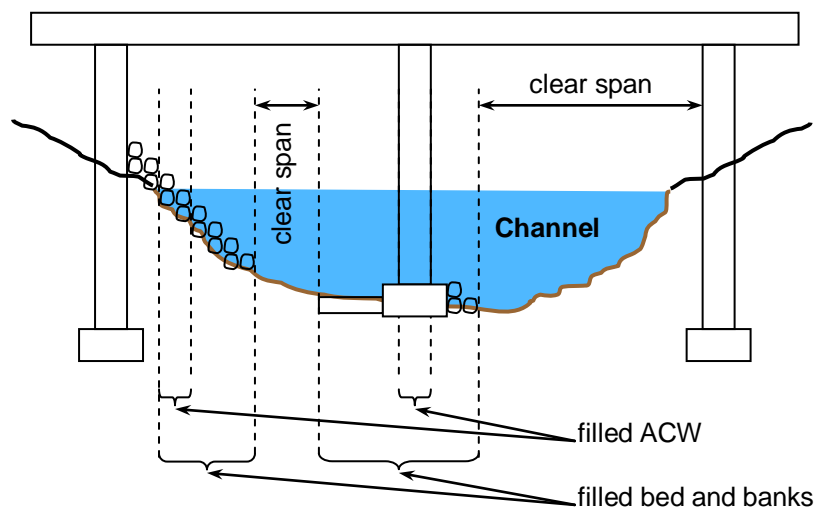 clear span
clear span
Channel
filled ACW
filled bed and banks